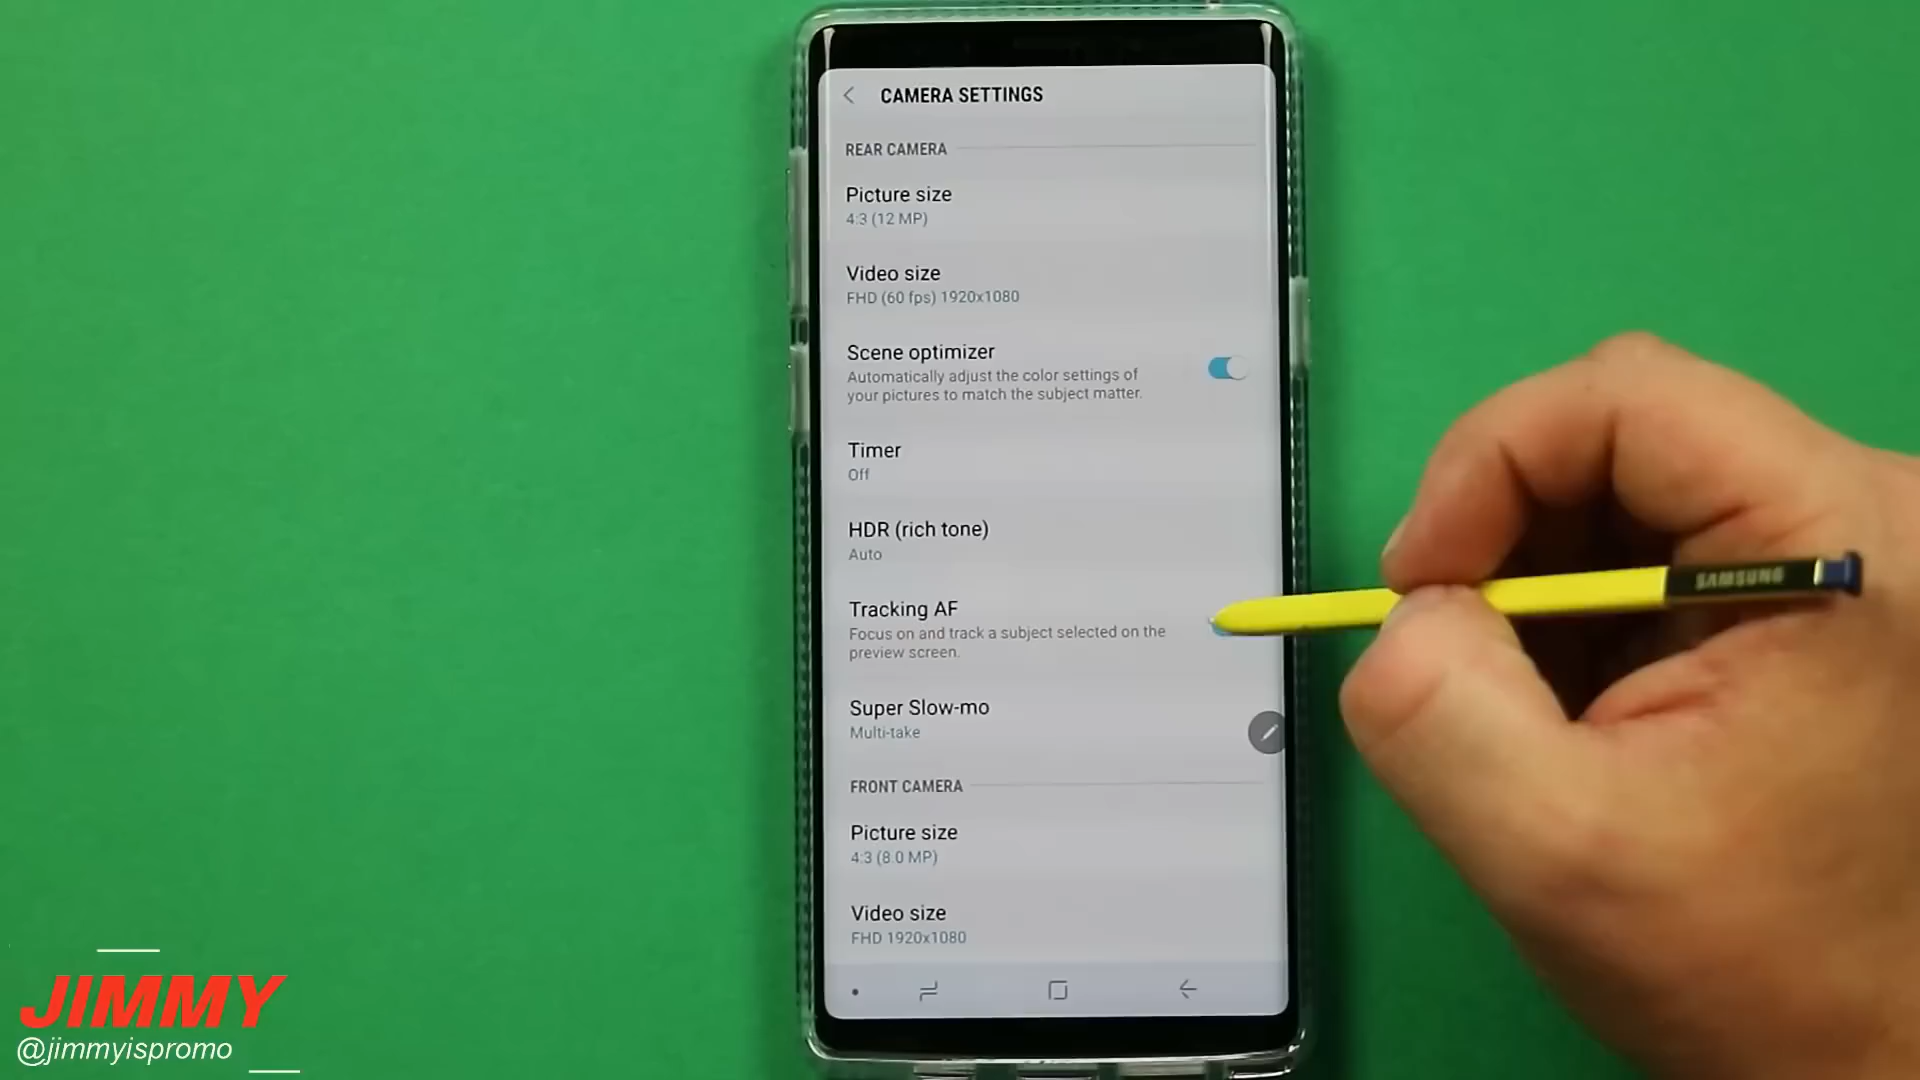 CAMERA SETTINGS
REAR CAMERA
Picture size
4:3 (12 MP)
Video size
FHD (60 fps) 1920x1080
Scene optimizer
Automatically adjust the color settings of
your pictures to match the subject matter.
Timer
Off
HDR (rich tone)
Auto
Tracking AF
Focus on and track a subject selected on the
preview screen.
Super Slow-mo
Multi-take
FRONT CAMERA
Picture size
4:3 (8.0 MP)
Video size
FHD 1920x1080
SAMSUNG
JIMMY
@jimmyispromo